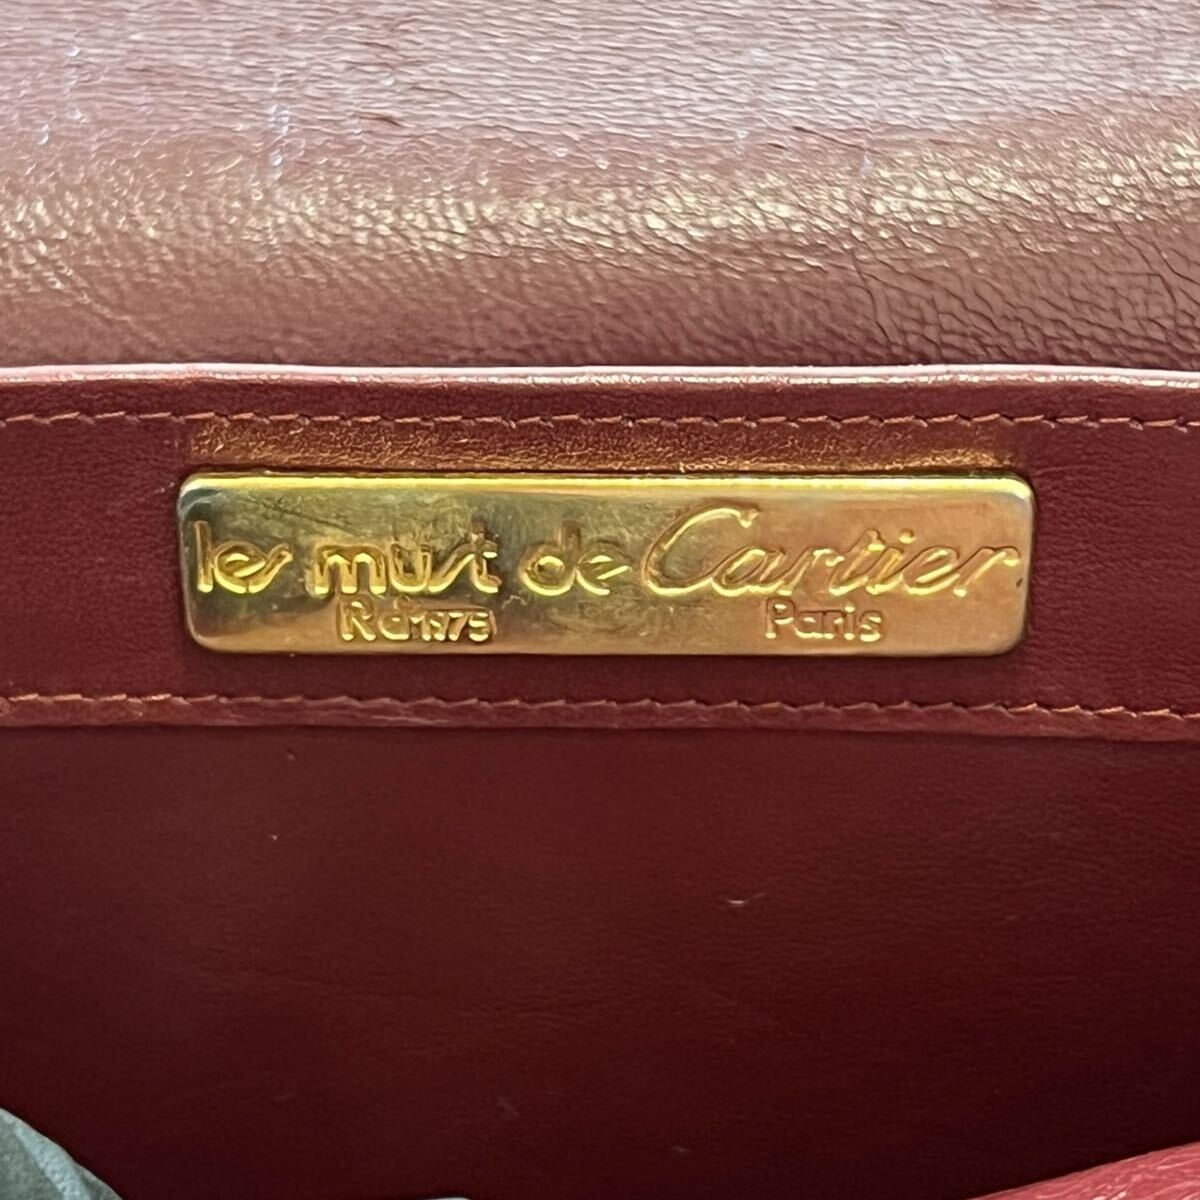 les must de Cartier
Rd 1975 Paris